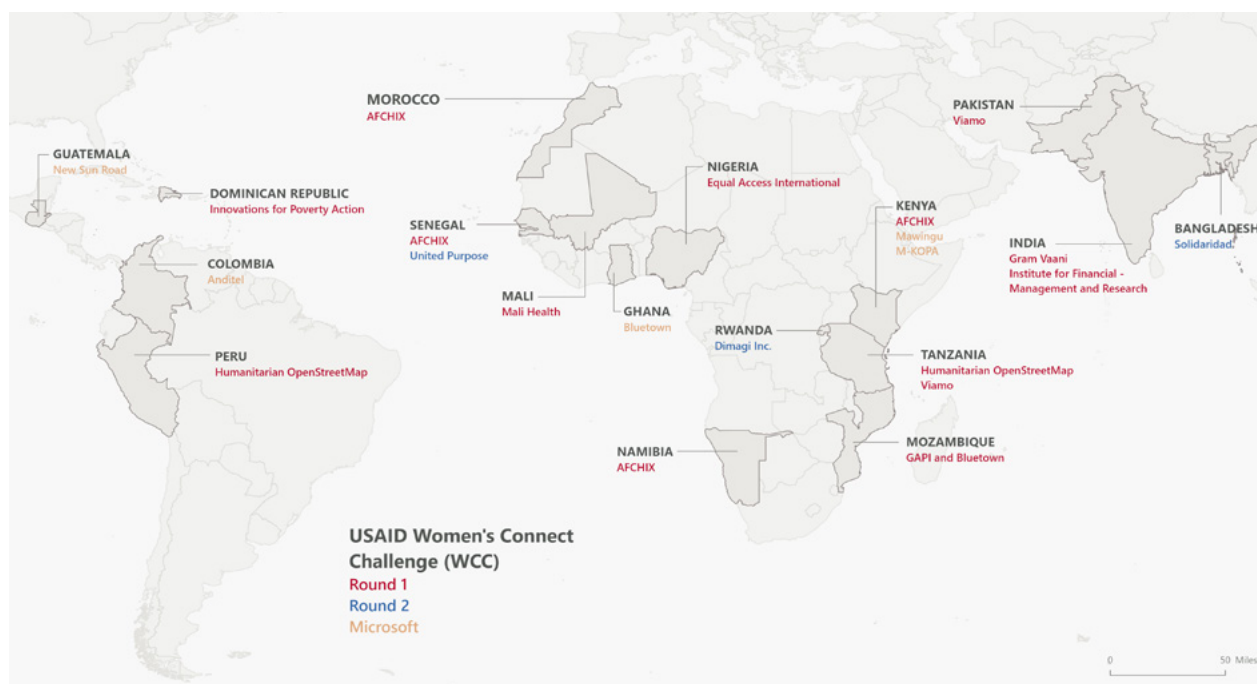 MOROCCO
AFCHIX
PAKISTAN
Viamo
GUATEMALA
New Sun Road
NIGERIA
Equal Access International
DOMINICAN REPUBLIC
Innovations for Poverty Action
KENYA
AFCHIX
Mawingu
M-KOPA
SENEGAL
AFCHIX
United Purpose
BANGLADESH
Solidaridad
INDIA
Gram Vaani
Institute for Financial -
Management and Research
COLOMBIA
Anditel
MALI
Mali Health
GHANA
Bluetown
RWANDA
Dimagi Inc.
PERU
Humanitarian OpenStreetMap
TANZANIA
Humanitarian OpenStreetMap
Viamo
MOZAMBIQUE
GAPI and Bluetown
NAMIBIA
AFCHIX
USAID Women's Connect
Challenge (WCC)
Round 1
Round 2
Microsoft
0 50 Miles